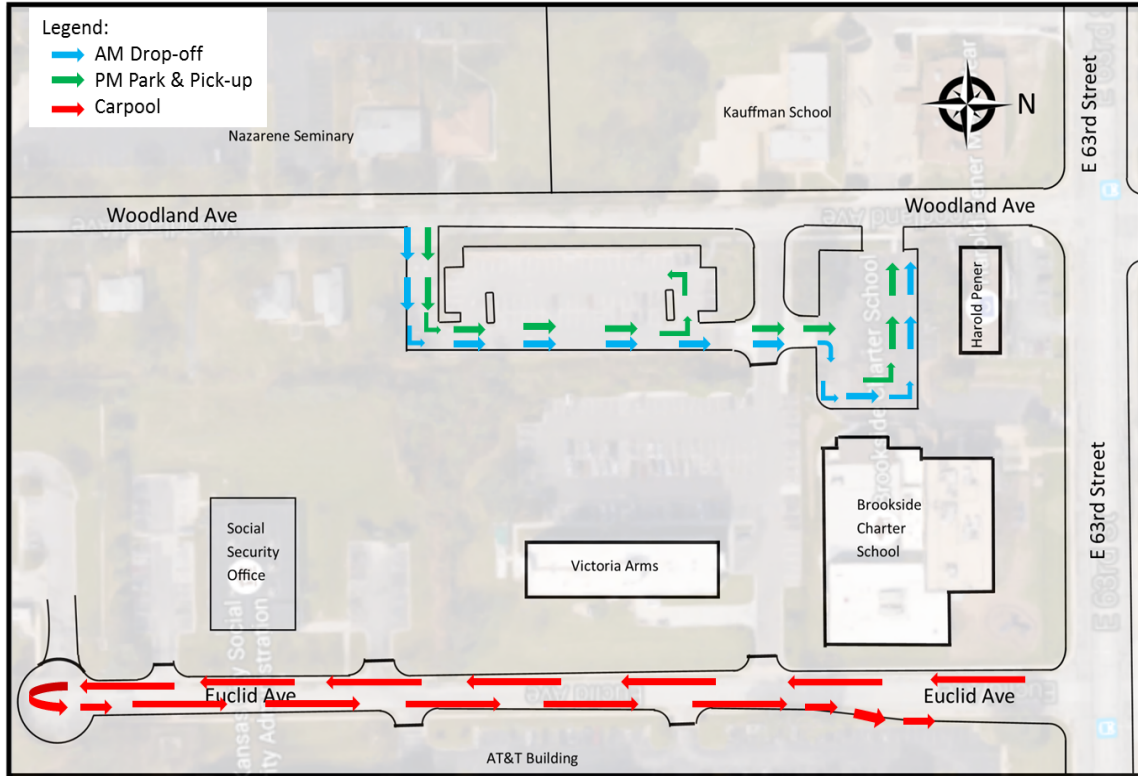 Legend:
AM Drop-off
PM Park & Pick-up
Carpool
Nazarene Seminary
Kauffman School
N
E 63rd Street
Woodland Ave
Woodland Ave
Harold Pener
Brookside Charter School
E 63rd Street
Social
Security
Office
Victoria Arms
Brookside
Charter
School
Euclid Ave
Euclid Ave
Euclid Ave
AT&T Building